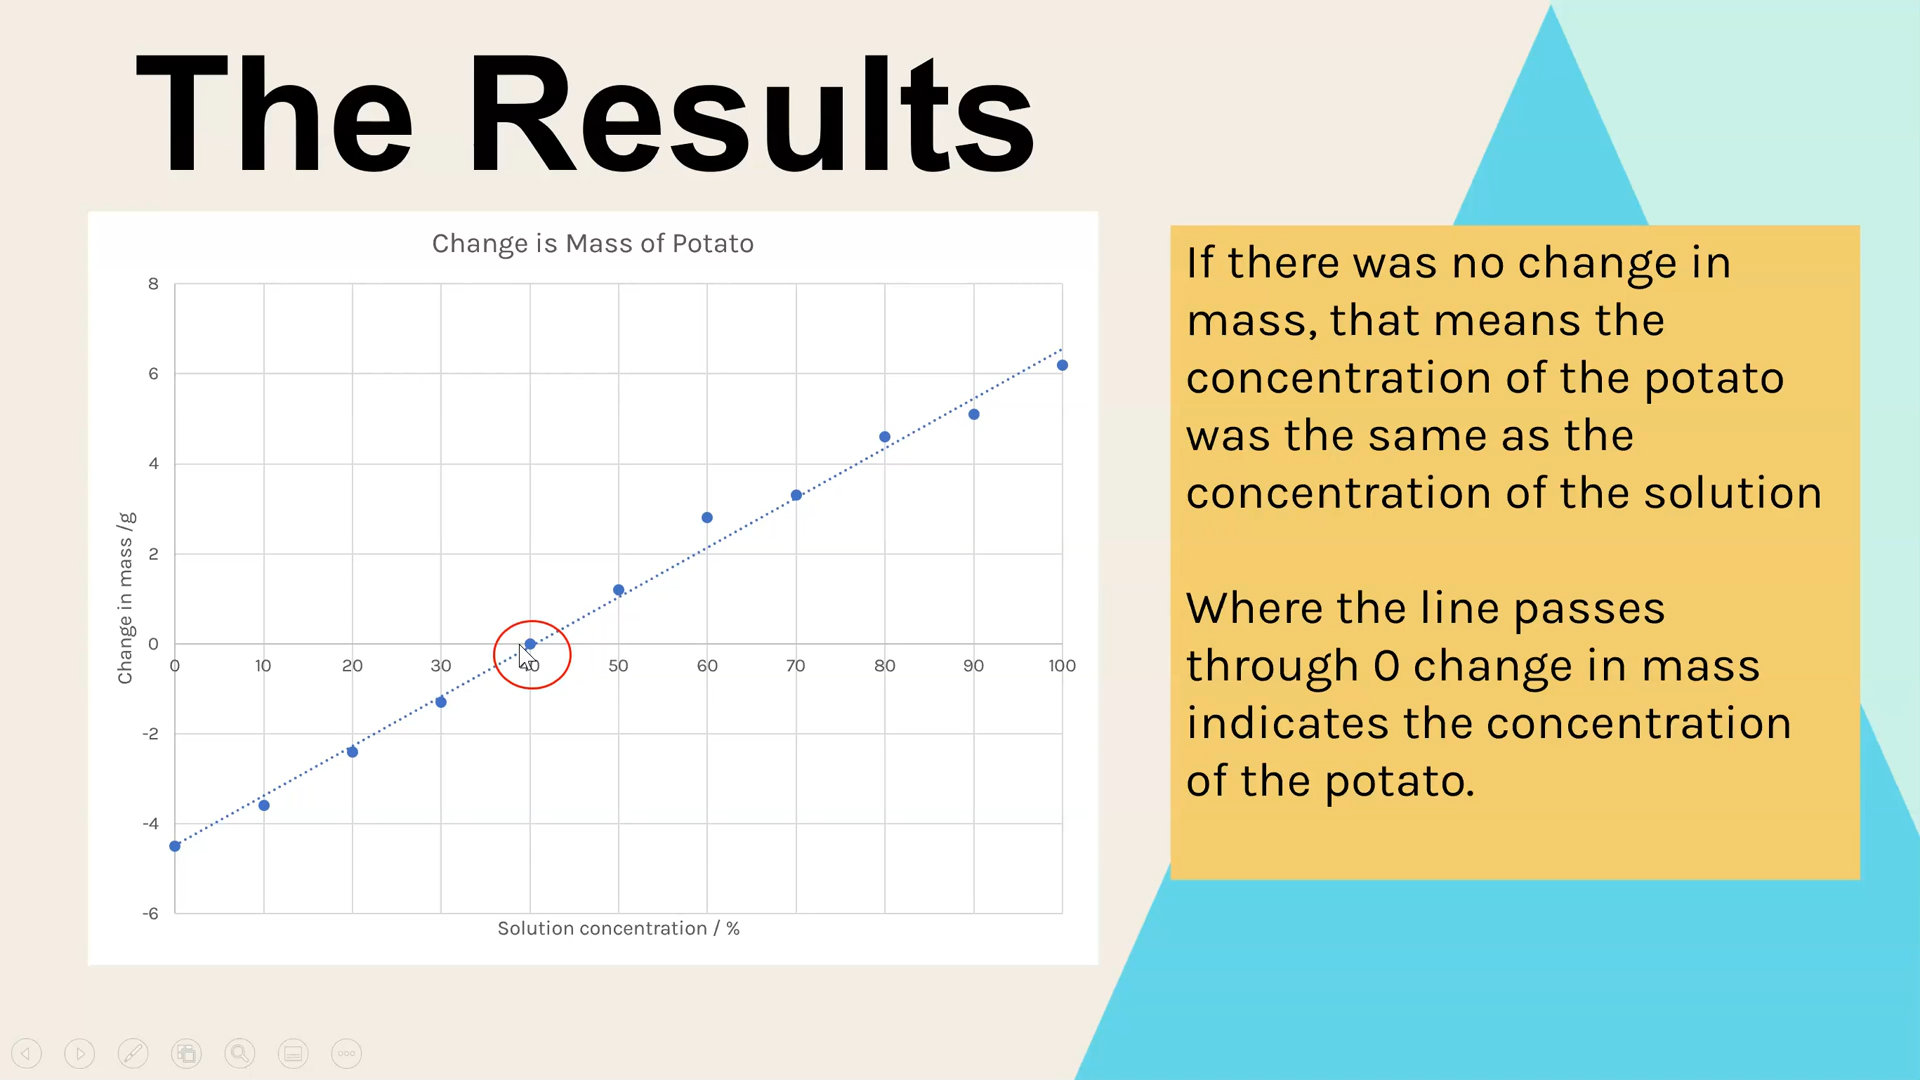 The Results
Change is Mass of Potato
8
6
4
2
0
-2
-4
-6
Change in mass /g
0 10 20 30 40 50 60 70 80 90 100
Solution concentration / %
If there was no change in
mass, that means the
concentration of the potato
was the same as the
concentration of the solution
Where the line passes
through 0 change in mass
indicates the concentration
of the potato.